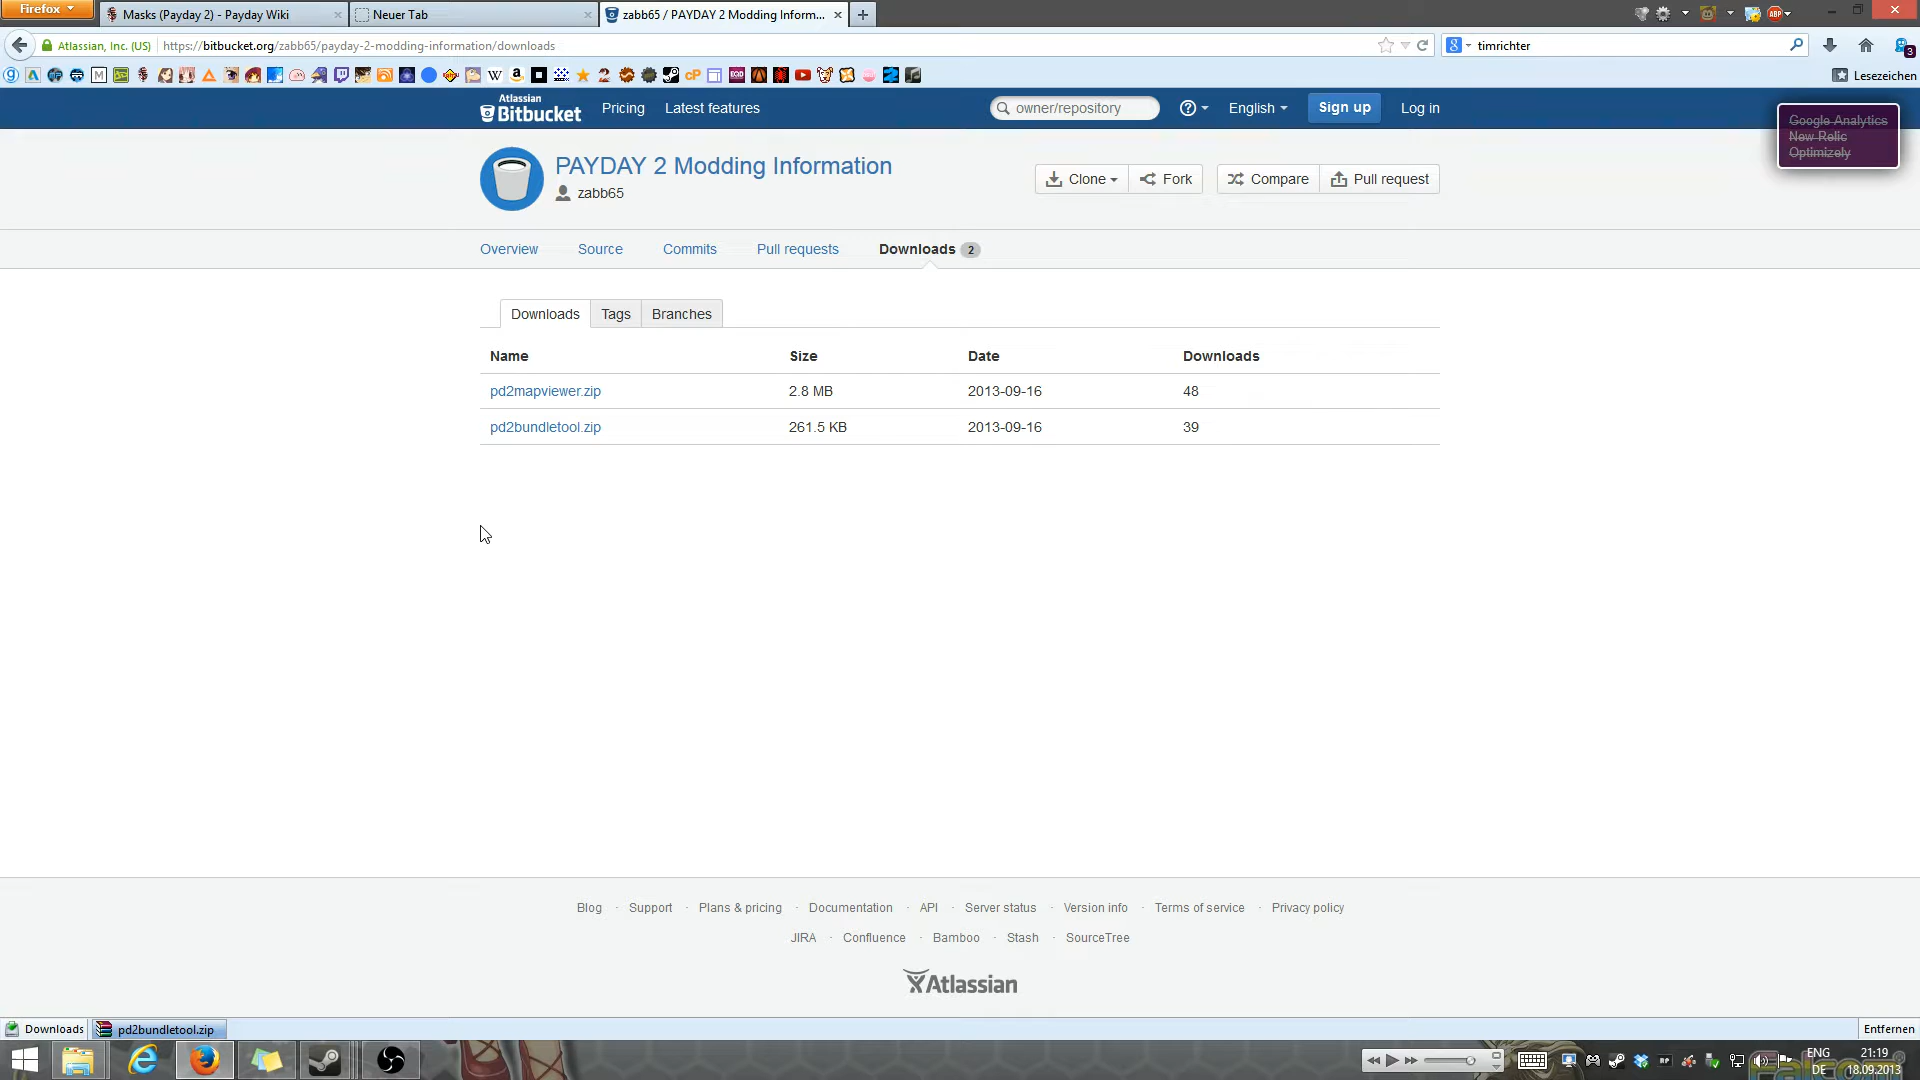 Firefox
Masks (Payday 2) - Payday Wiki
Neuer Tab
zabb65 / PAYDAY 2 Modding Inform...
Atlassian, Inc. (US)
https://bitbucket.org/zabb65/payday-2-modding-information/downloads
timrichter
Lesezeichen
Atlassian
Bitbucket
Pricing
Latest features
owner/repository
English
Sign up
Log in
Google Analytics
New Relic
Optimizely
PAYDAY 2 Modding Information
zabb65
Clone
Fork
Compare
Pull request
Overview
Source
Commits
Pull requests
Downloads 2
Downloads
Tags
Branches
Name Size Date Downloads
pd2mapviewer.zip 2.8 MB 2013-09-16 48
pd2bundletool.zip 261.5 KB 2013-09-16 39
Blog · Support · Plans & pricing · Documentation · API · Server status · Version info · Terms of service · Privacy policy
JIRA · Confluence · Bamboo · Stash · SourceTree
Atlassian
Downloads
pd2bundletool.zip
Entfernen
ENG
DE
21:19
18.09.2013